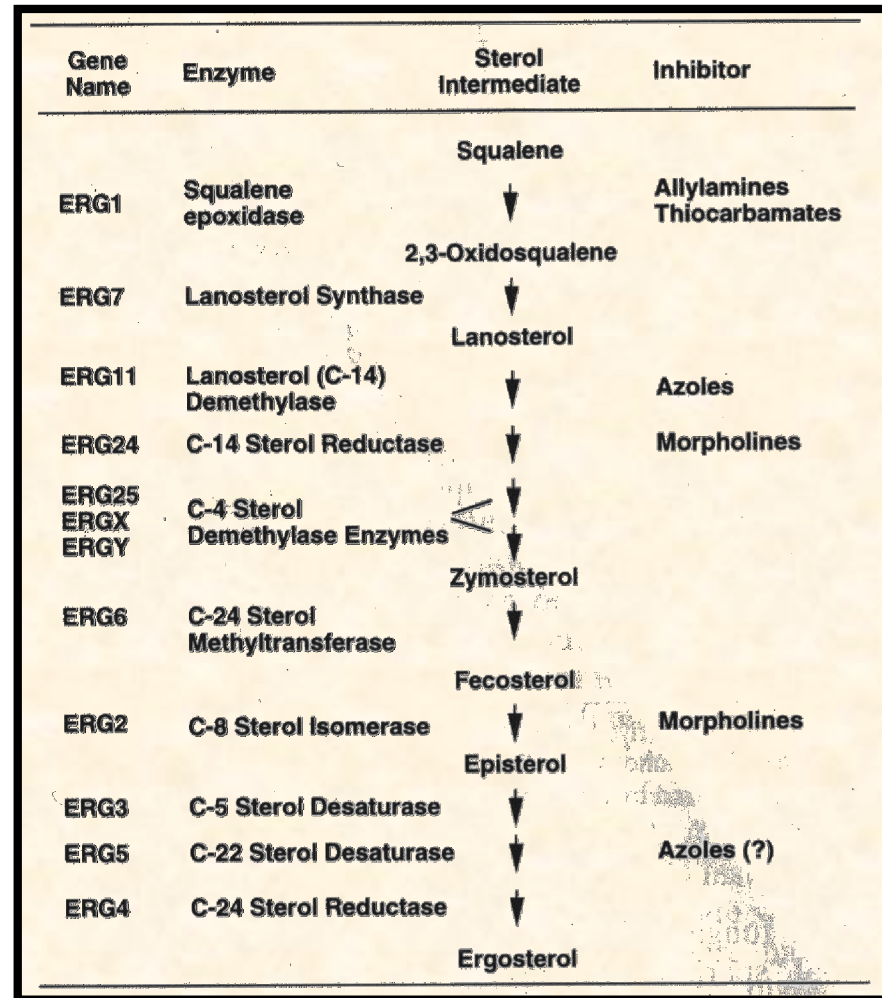 Gene Name
Enzyme
Sterol Intermediate
Inhibitor
Squalene
ERG1
Squalene epoxidase
Allylamines
Thiocarbamates
2,3-Oxidosqualene
ERG7
Lanosterol Synthase
Lanosterol
ERG11
Lanosterol (C-14)
Demethylase
Azoles
ERG24
C-14 Sterol Reductase
Morpholines
ERG25
ERGX
ERGY
C-4 Sterol
Demethylase Enzymes
Zymosterol
ERG6
C-24 Sterol
Methyltransferase
Fecosterol
ERG2
C-8 Sterol Isomerase
Morpholines
Episterol
ERG3
C-5 Sterol Desaturase
ERG5
C-22 Sterol Desaturase
Azoles (?)
ERG4
C-24 Sterol Reductase
Ergosterol